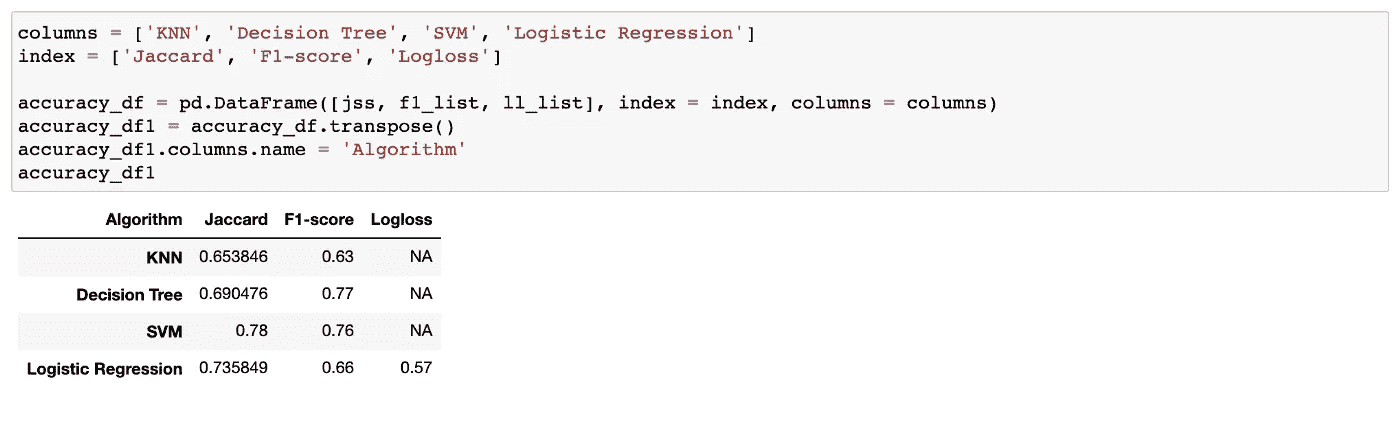 columns = ['KNN', 'Decision Tree', 'SVM', 'Logistic Regression']
index = ['Jaccard', 'F1-score', 'Logloss']
accuracy_df = pd.DataFrame([jss, f1_list, ll_list], index = index, columns = columns)
accuracy_df1 = accuracy_df.transpose()
accuracy_df1.columns.name = 'Algorithm'
accuracy_df1
Algorithm Jaccard F1-score Logloss
KNN 0.653846 0.63 NA
Decision Tree 0.690476 0.77 NA
SVM 0.78 0.76 NA
Logistic Regression 0.735849 0.66 0.57